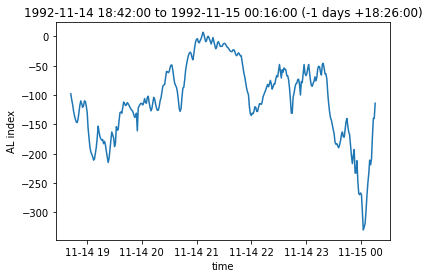 1992-11-14 18:42:00 to 1992-11-15 00:16:00 (-1 days +18:26:00)
0
−50
−100
−150
−200
−250
−300
AL index
11-14 19 11-14 20 11-14 21 11-14 22 11-14 23 11-15 00
time